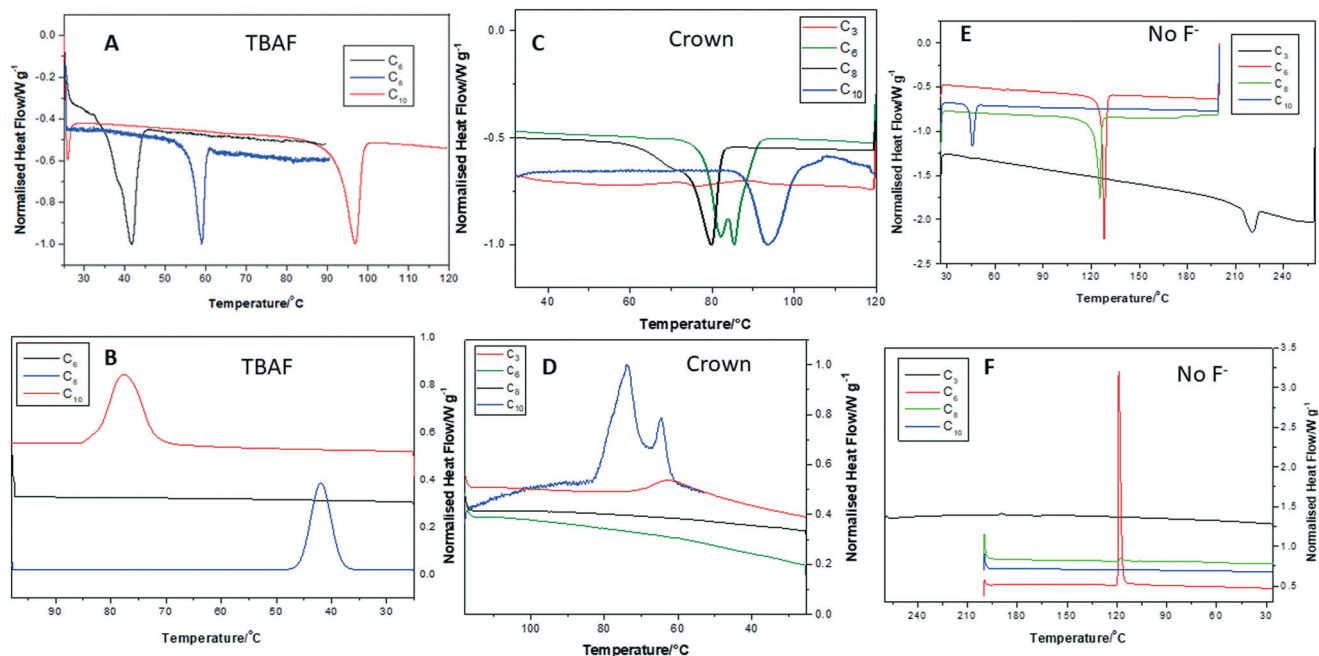 A
TBAF
C₆
C₈
C₁₀
Normalised Heat Flow/W g⁻¹
0.0
-0.2
-0.4
-0.6
-0.8
-1.0
30 40 50 60 70 80 90 100 110 120
Temperature/°C
C
Crown
C₃
C₆
C₈
C₁₀
Normalised Heat Flow/W g⁻¹
0.0
-0.5
-1.0
40 60 80 100 120
Temperature/°C
E
No F⁻
C₃
C₆
C₈
C₁₀
Normalised Heat Flow/W g⁻¹
0.0
-0.5
-1.0
-1.5
-2.0
-2.5
30 60 90 120 150 180 210 240
Temperature/°C
B
TBAF
C₆
C₈
C₁₀
1.0
0.8
0.6
0.4
0.2
0.0
Normalised Heat Flow/W g⁻¹
90 80 70 60 50 40 30
Temperature/°C
D
Crown
C₃
C₆
C₈
C₁₀
1.0
0.8
0.6
0.5
0.4
0.2
0.0
Normalised Heat Flow/W g⁻¹
100 80 60 40
Temperature/°C
F
No F⁻
C₃
C₆
C₈
C₁₀
3.5
3.0
2.5
2.0
1.5
1.0
0.5
Normalised Heat Flow/W g⁻¹
240 210 180 150 120 90 60 30
Temperature/°C